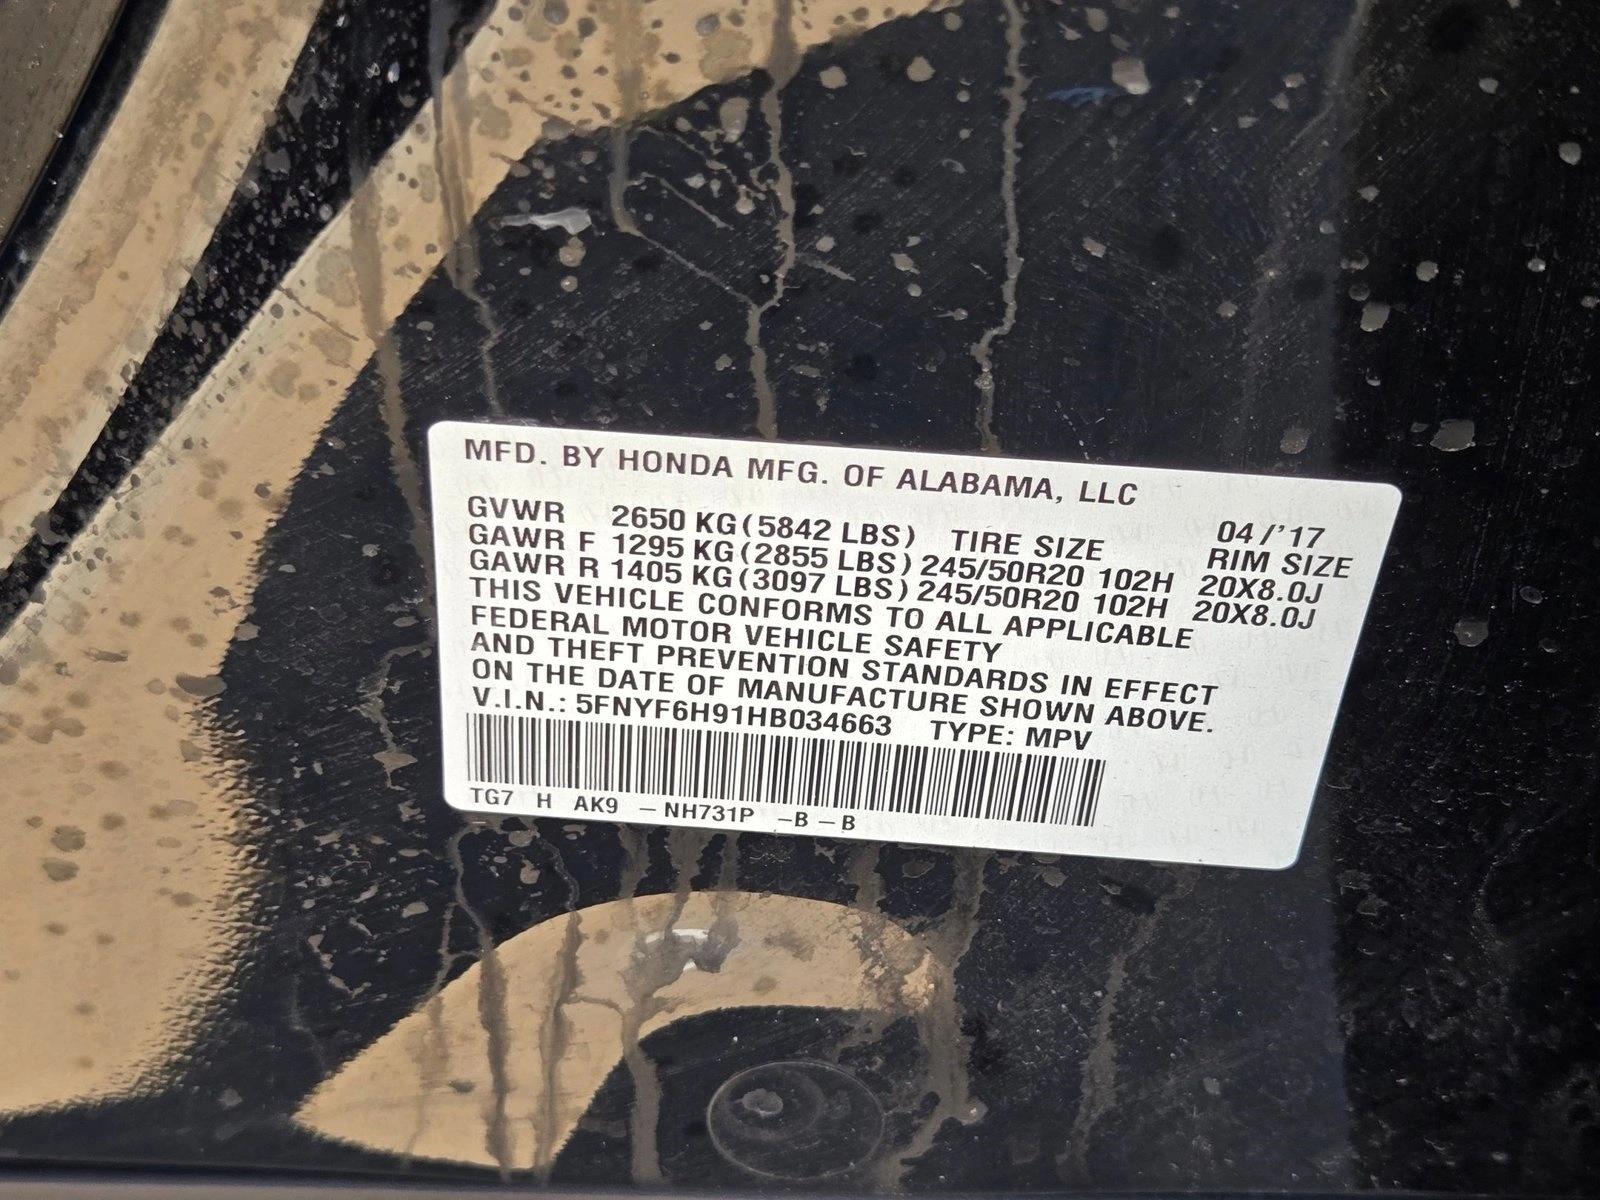 MFD. BY HONDA MFG. OF ALABAMA, LLC
04/'17
GVWR 2650 KG(5842 LBS) TIRE SIZE RIM SIZE
GAWR F 1295 KG(2855 LBS) 245/50R20 102H 20X8.0J
GAWR R 1405 KG(3097 LBS) 245/50R20 102H 20X8.0J
THIS VEHICLE CONFORMS TO ALL APPLICABLE
FEDERAL MOTOR VEHICLE SAFETY
AND THEFT PREVENTION STANDARDS IN EFFECT
ON THE DATE OF MANUFACTURE SHOWN ABOVE.
V.I.N.: 5FNYF6H91HB034663 TYPE: MPV
TG7 H AK9 – NH731P –B – B